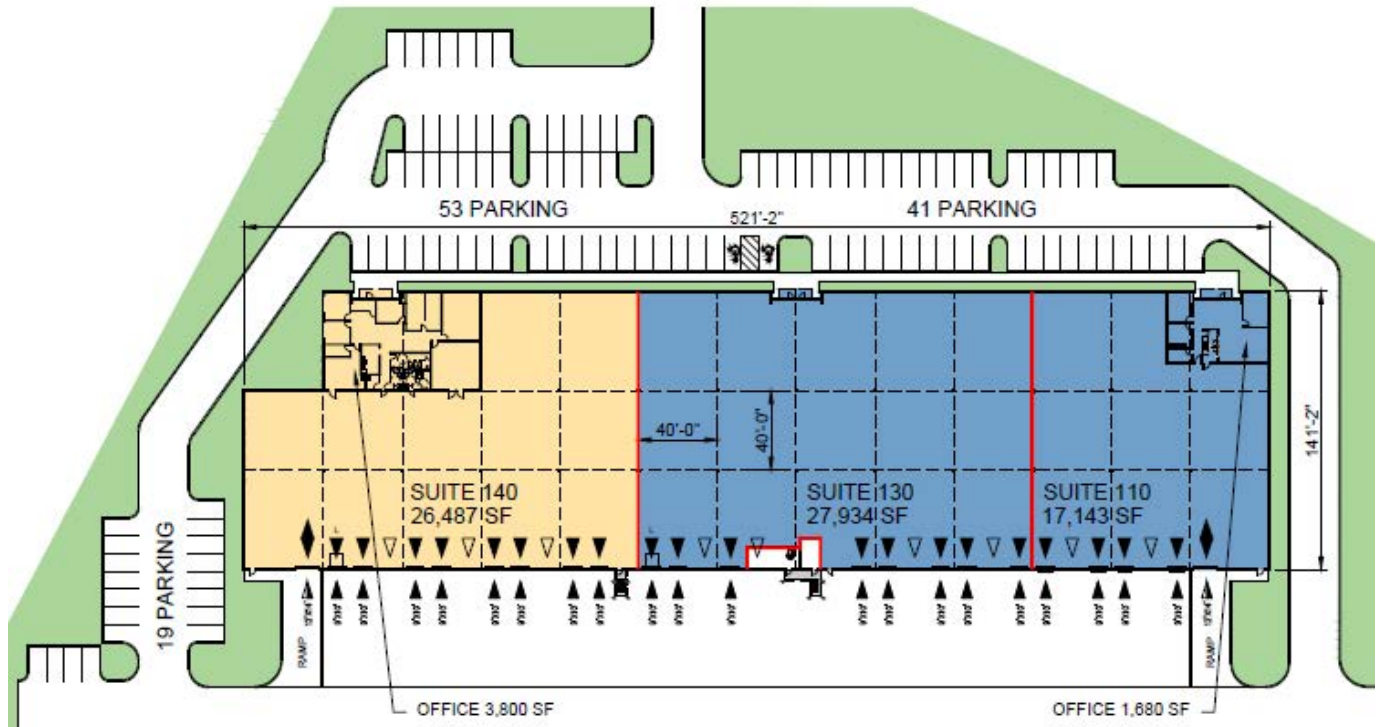 53 PARKING
41 PARKING
521'-2"
40'-0"
40'-0"
141'-2"
SUITE 140
26,487 SF
SUITE 130
27,934 SF
SUITE 110
17,143 SF
19 PARKING
RAMP
RAMP
OFFICE 3,800 SF
OFFICE 1,680 SF